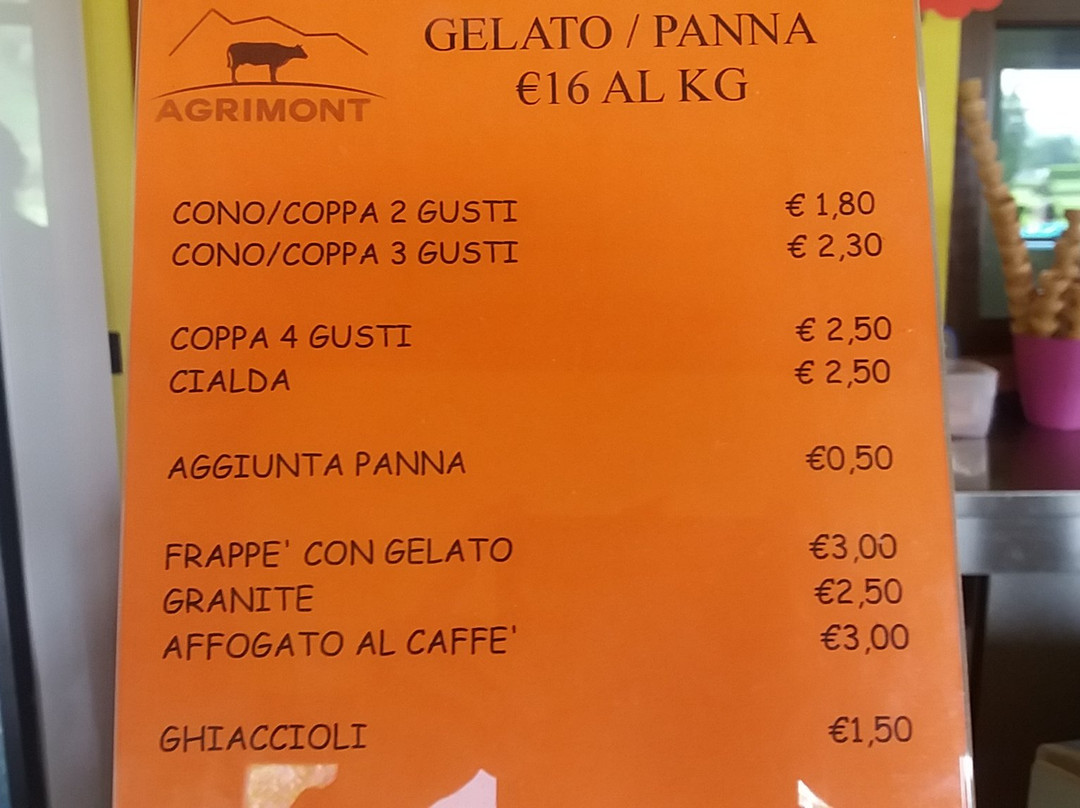 AGRIMONT
GELATO / PANNA
€16 AL KG
CONO/COPPA 2 GUSTI € 1,80
CONO/COPPA 3 GUSTI € 2,30
COPPA 4 GUSTI € 2,50
CIALDA € 2,50
AGGIUNTA PANNA €0,50
FRAPPE' CON GELATO €3,00
GRANITE €2,50
AFFOGATO AL CAFFE' €3,00
GHIACCIOLI €1,50